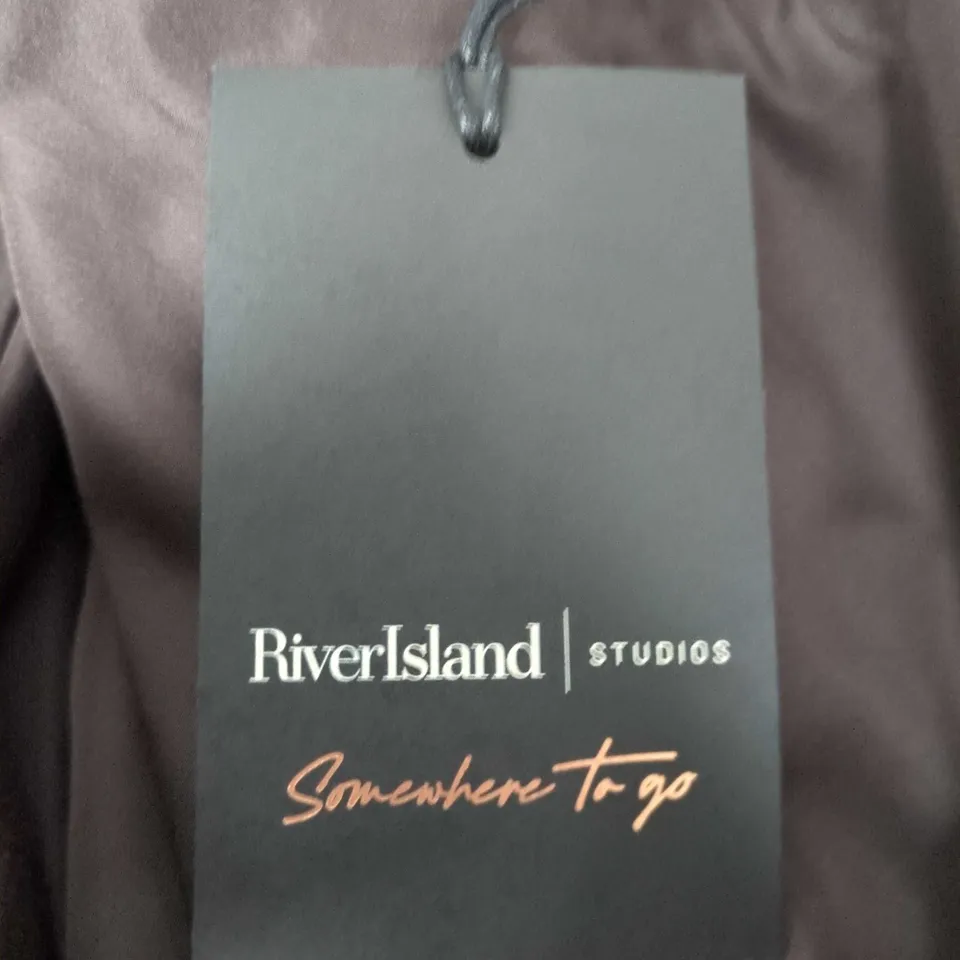 RiverIsland | STUDIOS
Somewhere to go